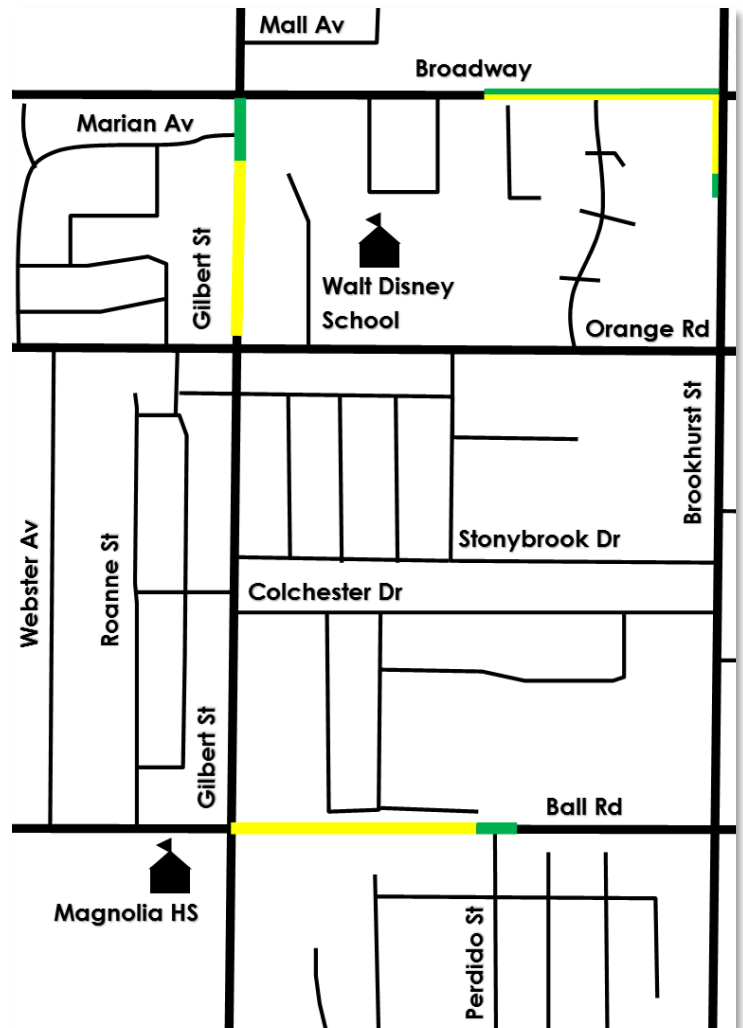 Mall Av
Broadway
Marian Av
Gilbert St
Walt Disney
School
Orange Rd
Brookhurst St
Stonybrook Dr
Webster Av
Roanne St
Colchester Dr
Gilbert St
Ball Rd
Magnolia HS
Perdido St